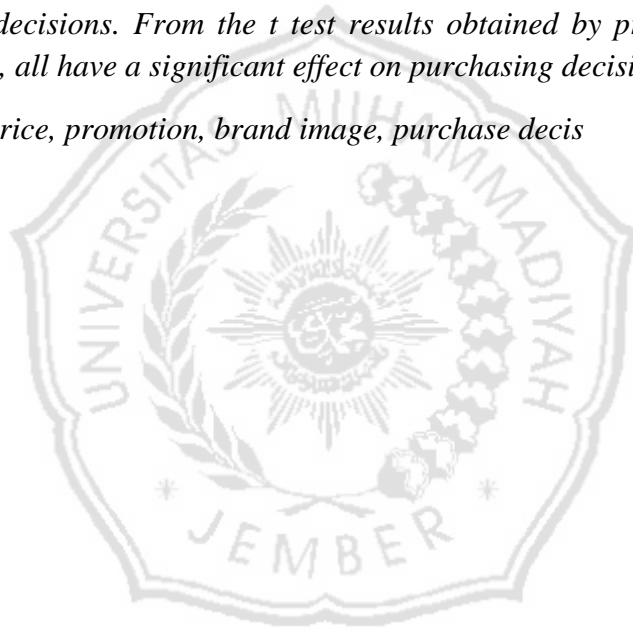 decisions. From the t test results obtained by pr
, all have a significant effect on purchasing decisi
rice, promotion, brand image, purchase decis
UNIVERSITAS MUHAMMADIYAH
JEMBER